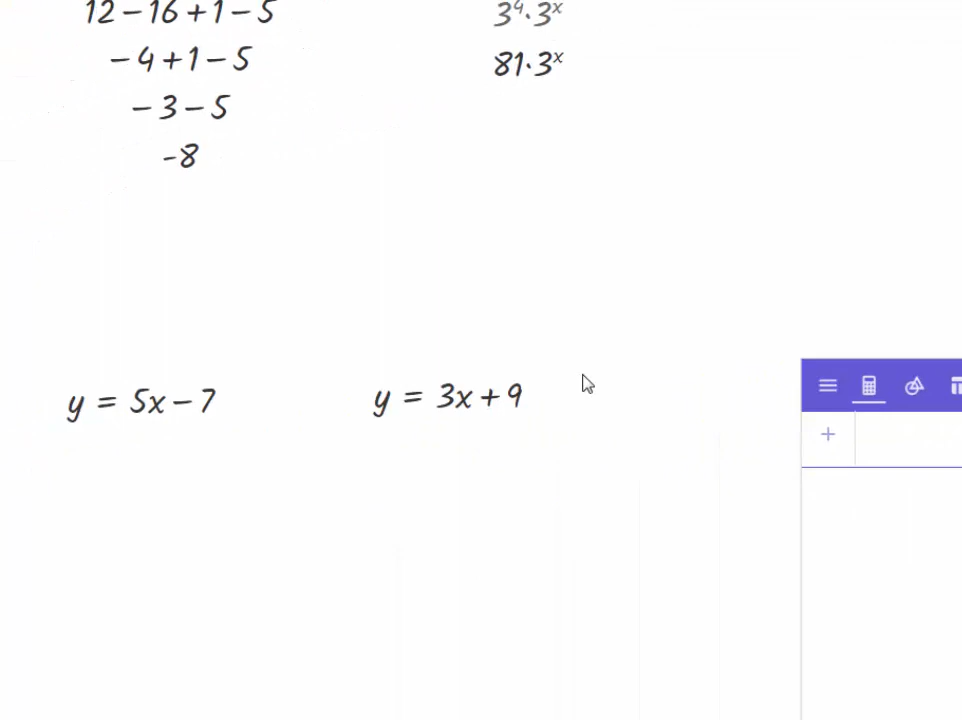 12 − 16 + 1 − 5
− 4 + 1 − 5
− 3 − 5
-8
3⁴·3ˣ
81·3ˣ
y = 5x − 7
y = 3x + 9